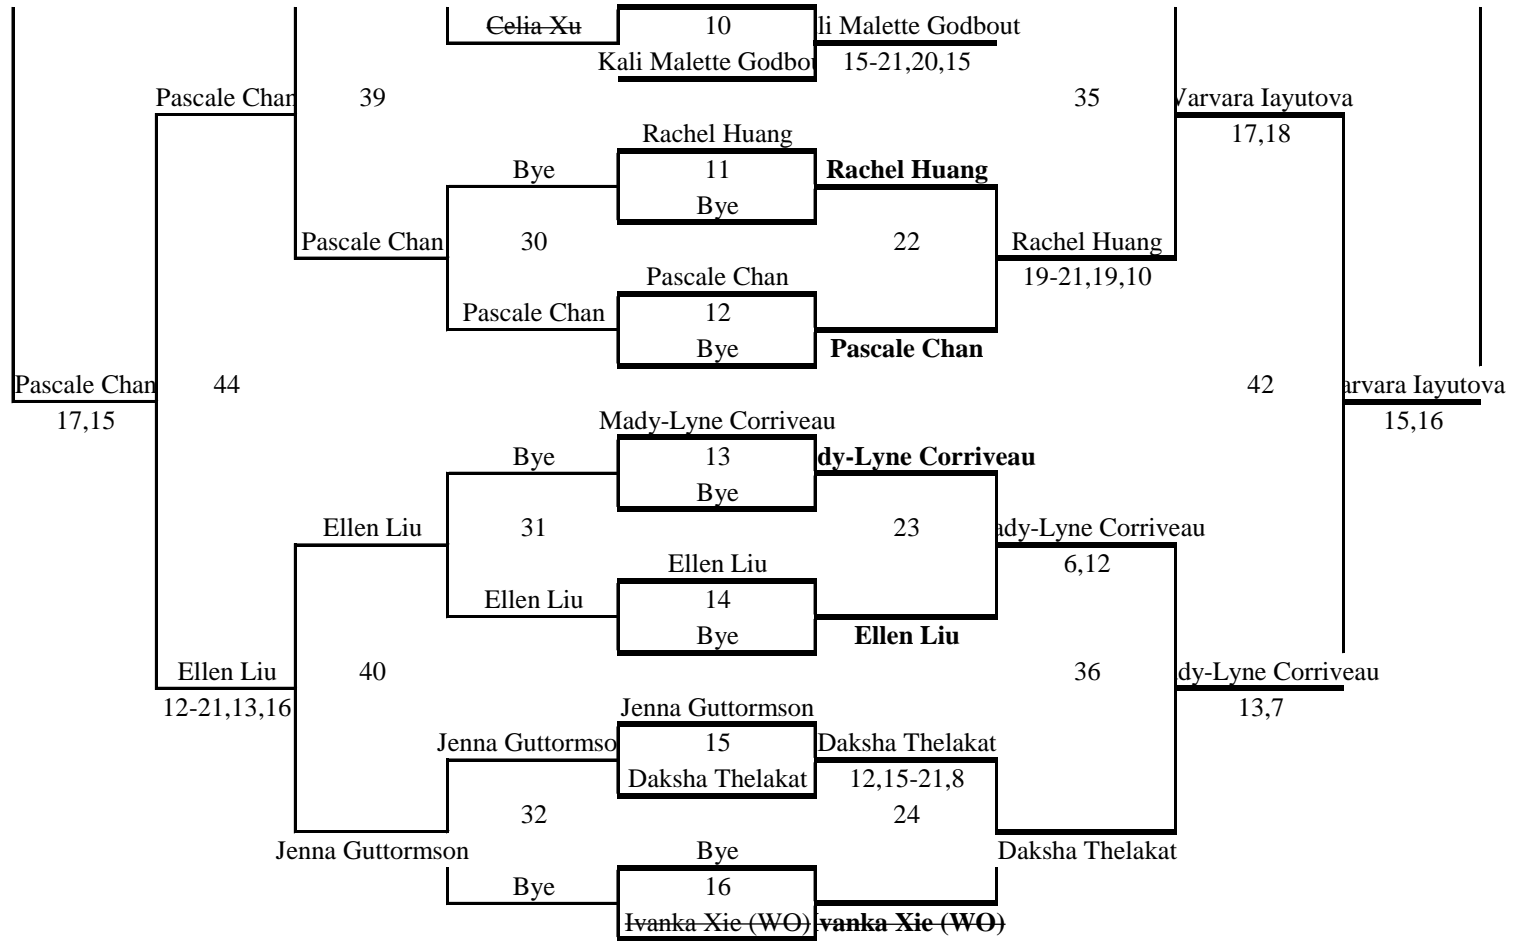 Celia Xu
10
li Malette Godbout
Kali Malette Godbou
15-21,20,15
Pascale Chan
39
35
Varvara Iayutova
17,18
Rachel Huang
Bye
11
Rachel Huang
Bye
Pascale Chan
30
22
Rachel Huang
19-21,19,10
Pascale Chan
Pascale Chan
12
Bye
Pascale Chan
Pascale Chan
44
42
arvara Iayutova
17,15
15,16
Mady-Lyne Corriveau
Bye
13
dy-Lyne Corriveau
Bye
Ellen Liu
31
23
ady-Lyne Corriveau
6,12
Ellen Liu
Ellen Liu
14
Bye
Ellen Liu
Ellen Liu
40
36
dy-Lyne Corriveau
12-21,13,16
13,7
Jenna Guttormson
Jenna Guttormso
15
Daksha Thelakat
Daksha Thelakat
12,15-21,8
32
24
Jenna Guttormson
Bye
Daksha Thelakat
Bye
16
Ivanka Xie (WO)
Ivanka Xie (WO)